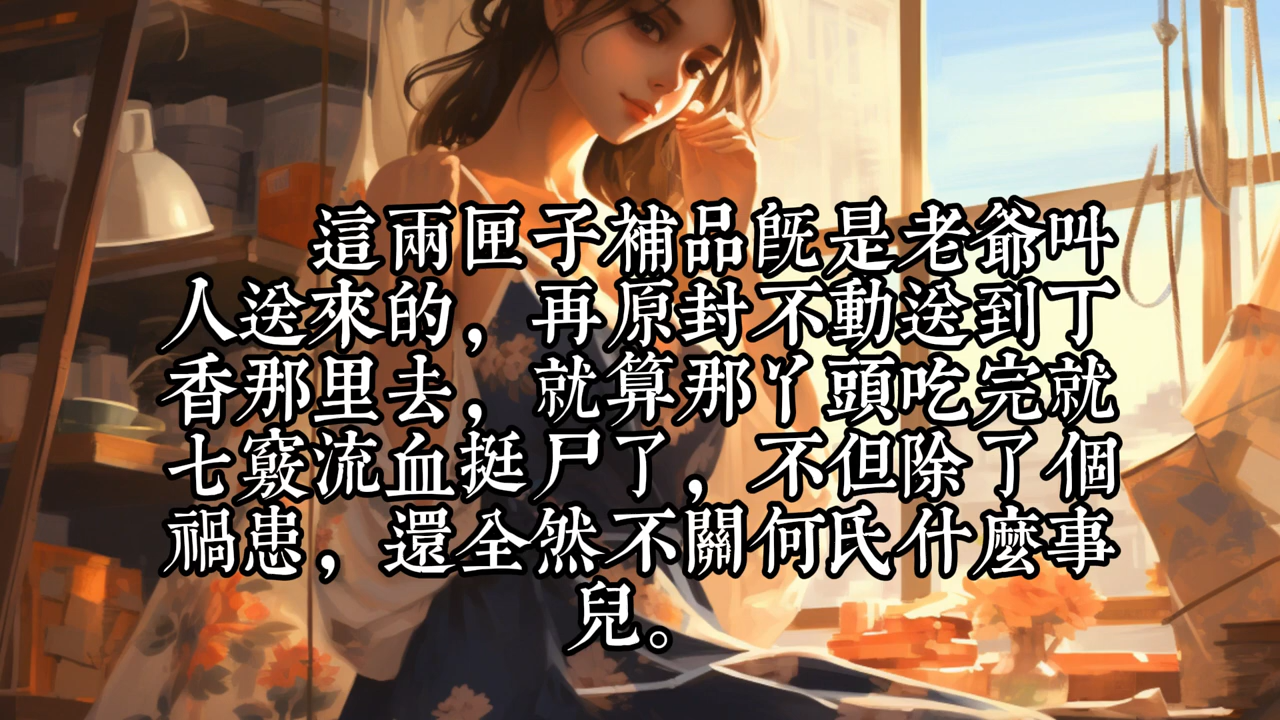 這兩匣子補品既是老爺叫
人送來的，再原封不動送到丁
香那里去，就算那丫頭吃完就
七竅流血挺尸了，不但除了個
禍患，還全然不關何氏什麼事
兒。